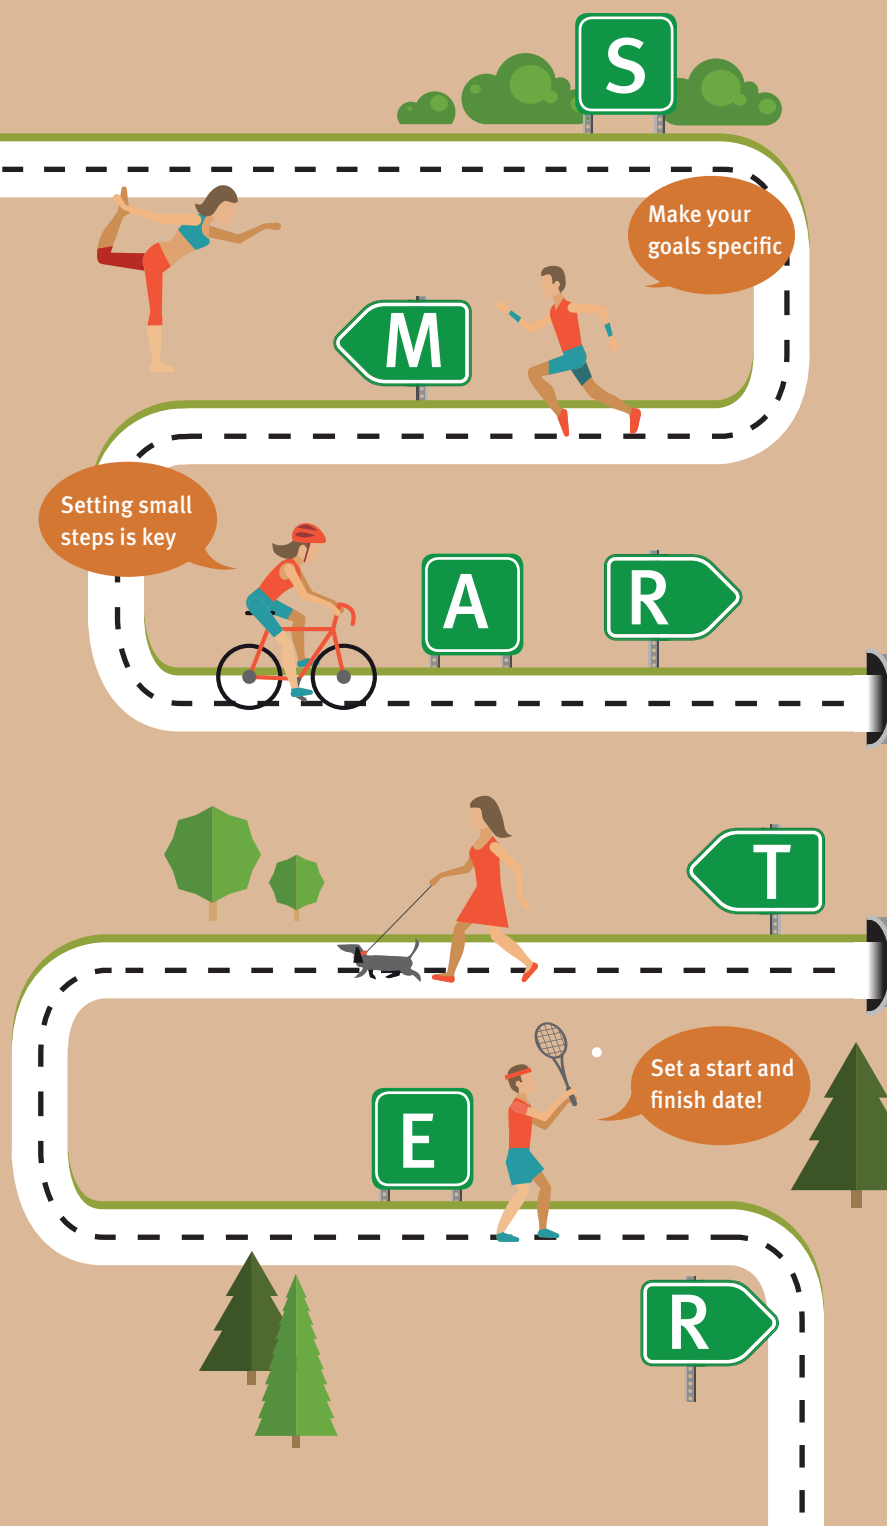 S
Make your
goals specific
M
Setting small
steps is key
A
R
T
Set a start and
finish date!
E
R